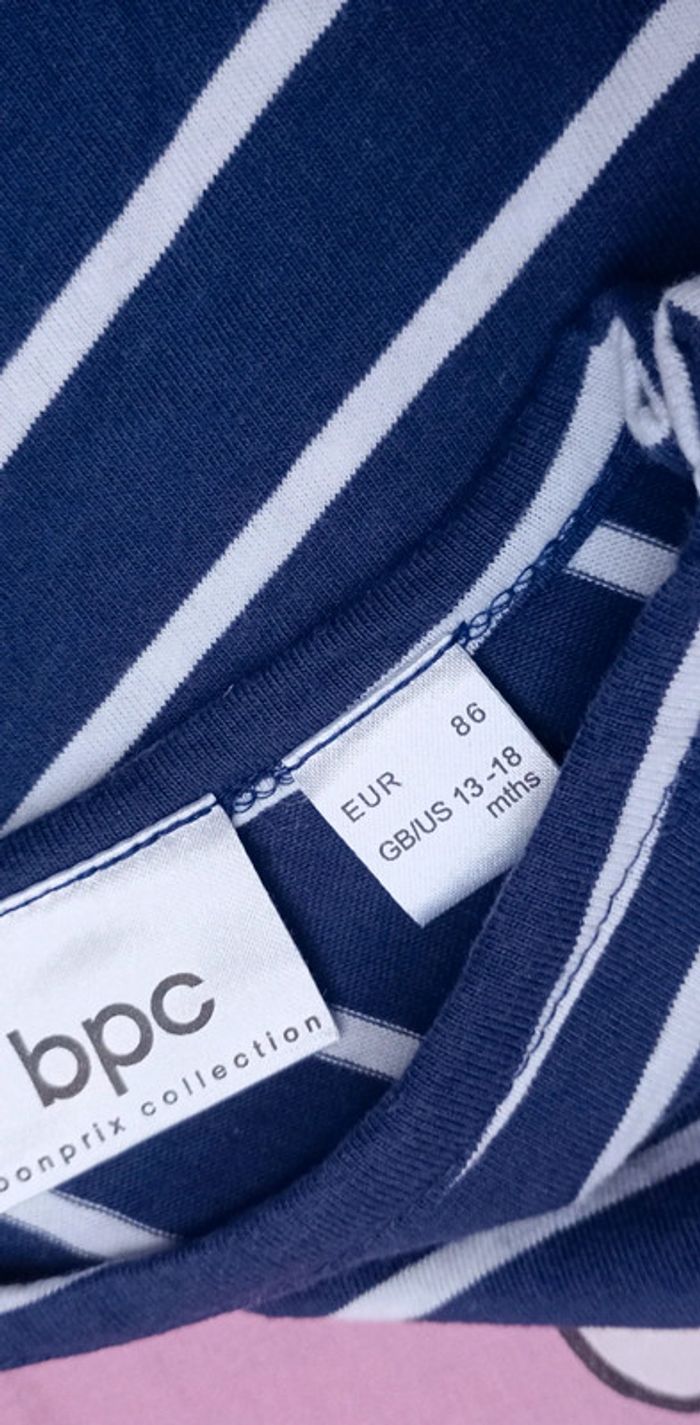 EUR 86
GB/US 13-18
mths
bpc
bonprix collection